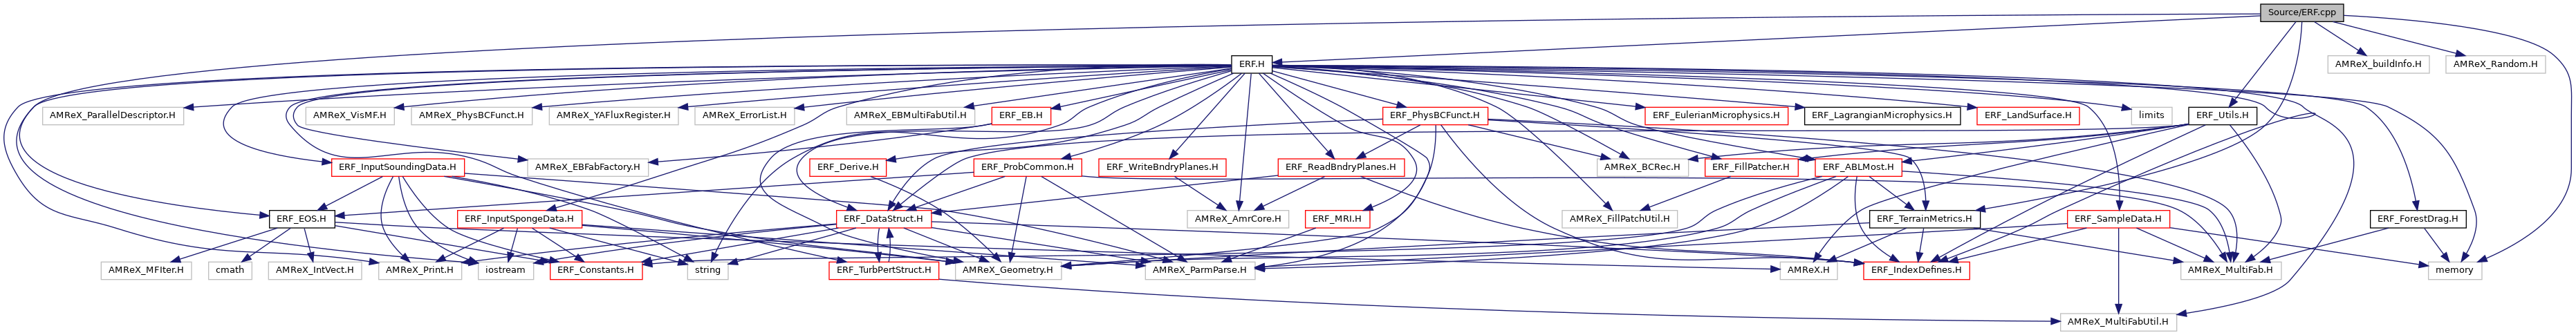 Source/ERF.cpp
ERF.H
AMReX_buildInfo.H
AMReX_Random.H
AMReX_ParallelDescriptor.H
AMReX_VisMF.H
AMReX_PhysBCFunct.H
AMReX_YAFluxRegister.H
AMReX_ErrorList.H
AMReX_EBMultiFabUtil.H
ERF_EB.H
ERF_PhysBCFunct.H
ERF_EulerianMicrophysics.H
ERF_LagrangianMicrophysics.H
ERF_LandSurface.H
limits
ERF_Utils.H
ERF_InputSoundingData.H
AMReX_EBFabFactory.H
ERF_Derive.H
ERF_ProbCommon.H
ERF_WriteBndryPlanes.H
ERF_ReadBndryPlanes.H
AMReX_BCRec.H
ERF_FillPatcher.H
ERF_ABLMost.H
ERF_EOS.H
ERF_InputSpongeData.H
ERF_DataStruct.H
AMReX_AmrCore.H
ERF_MRI.H
AMReX_FillPatchUtil.H
ERF_TerrainMetrics.H
ERF_SampleData.H
ERF_ForestDrag.H
AMReX_MFIter.H
cmath
AMReX_IntVect.H
AMReX_Print.H
iostream
ERF_Constants.H
string
ERF_TurbPertStruct.H
AMReX_Geometry.H
AMReX_ParmParse.H
AMReX.H
ERF_IndexDefines.H
AMReX_MultiFab.H
memory
AMReX_MultiFabUtil.H